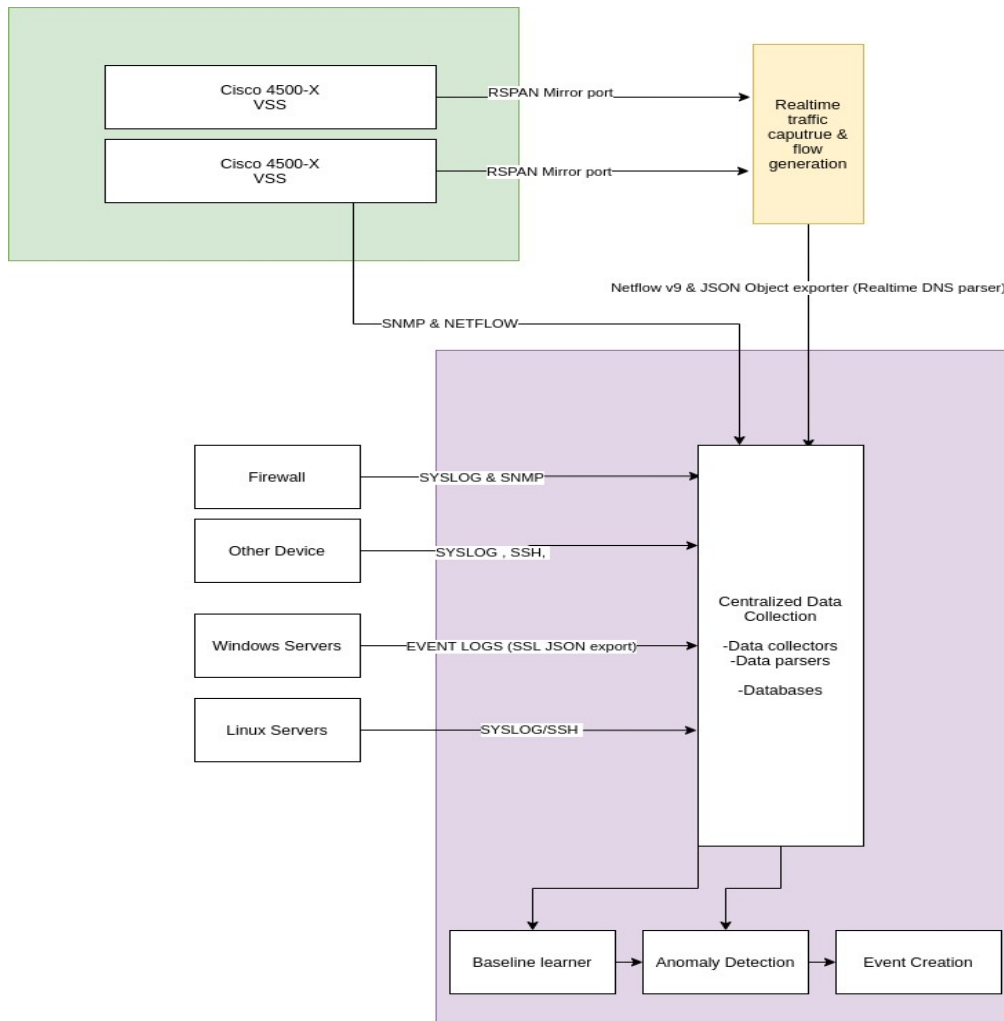 Cisco 4500-X
VSS
RSPAN Mirror port
Cisco 4500-X
VSS
RSPAN Mirror port
Realtime
traffic
caputrue &
flow
generation
Netflow v9 & JSON Object exporter (Realtime DNS parser)
SNMP & NETFLOW
Firewall
SYSLOG & SNMP
Other Device
SYSLOG , SSH,
Windows Servers
EVENT LOGS (SSL JSON export)
Linux Servers
SYSLOG/SSH
Centralized Data
Collection
-Data collectors
-Data parsers
-Databases
Baseline learner
Anomaly Detection
Event Creation